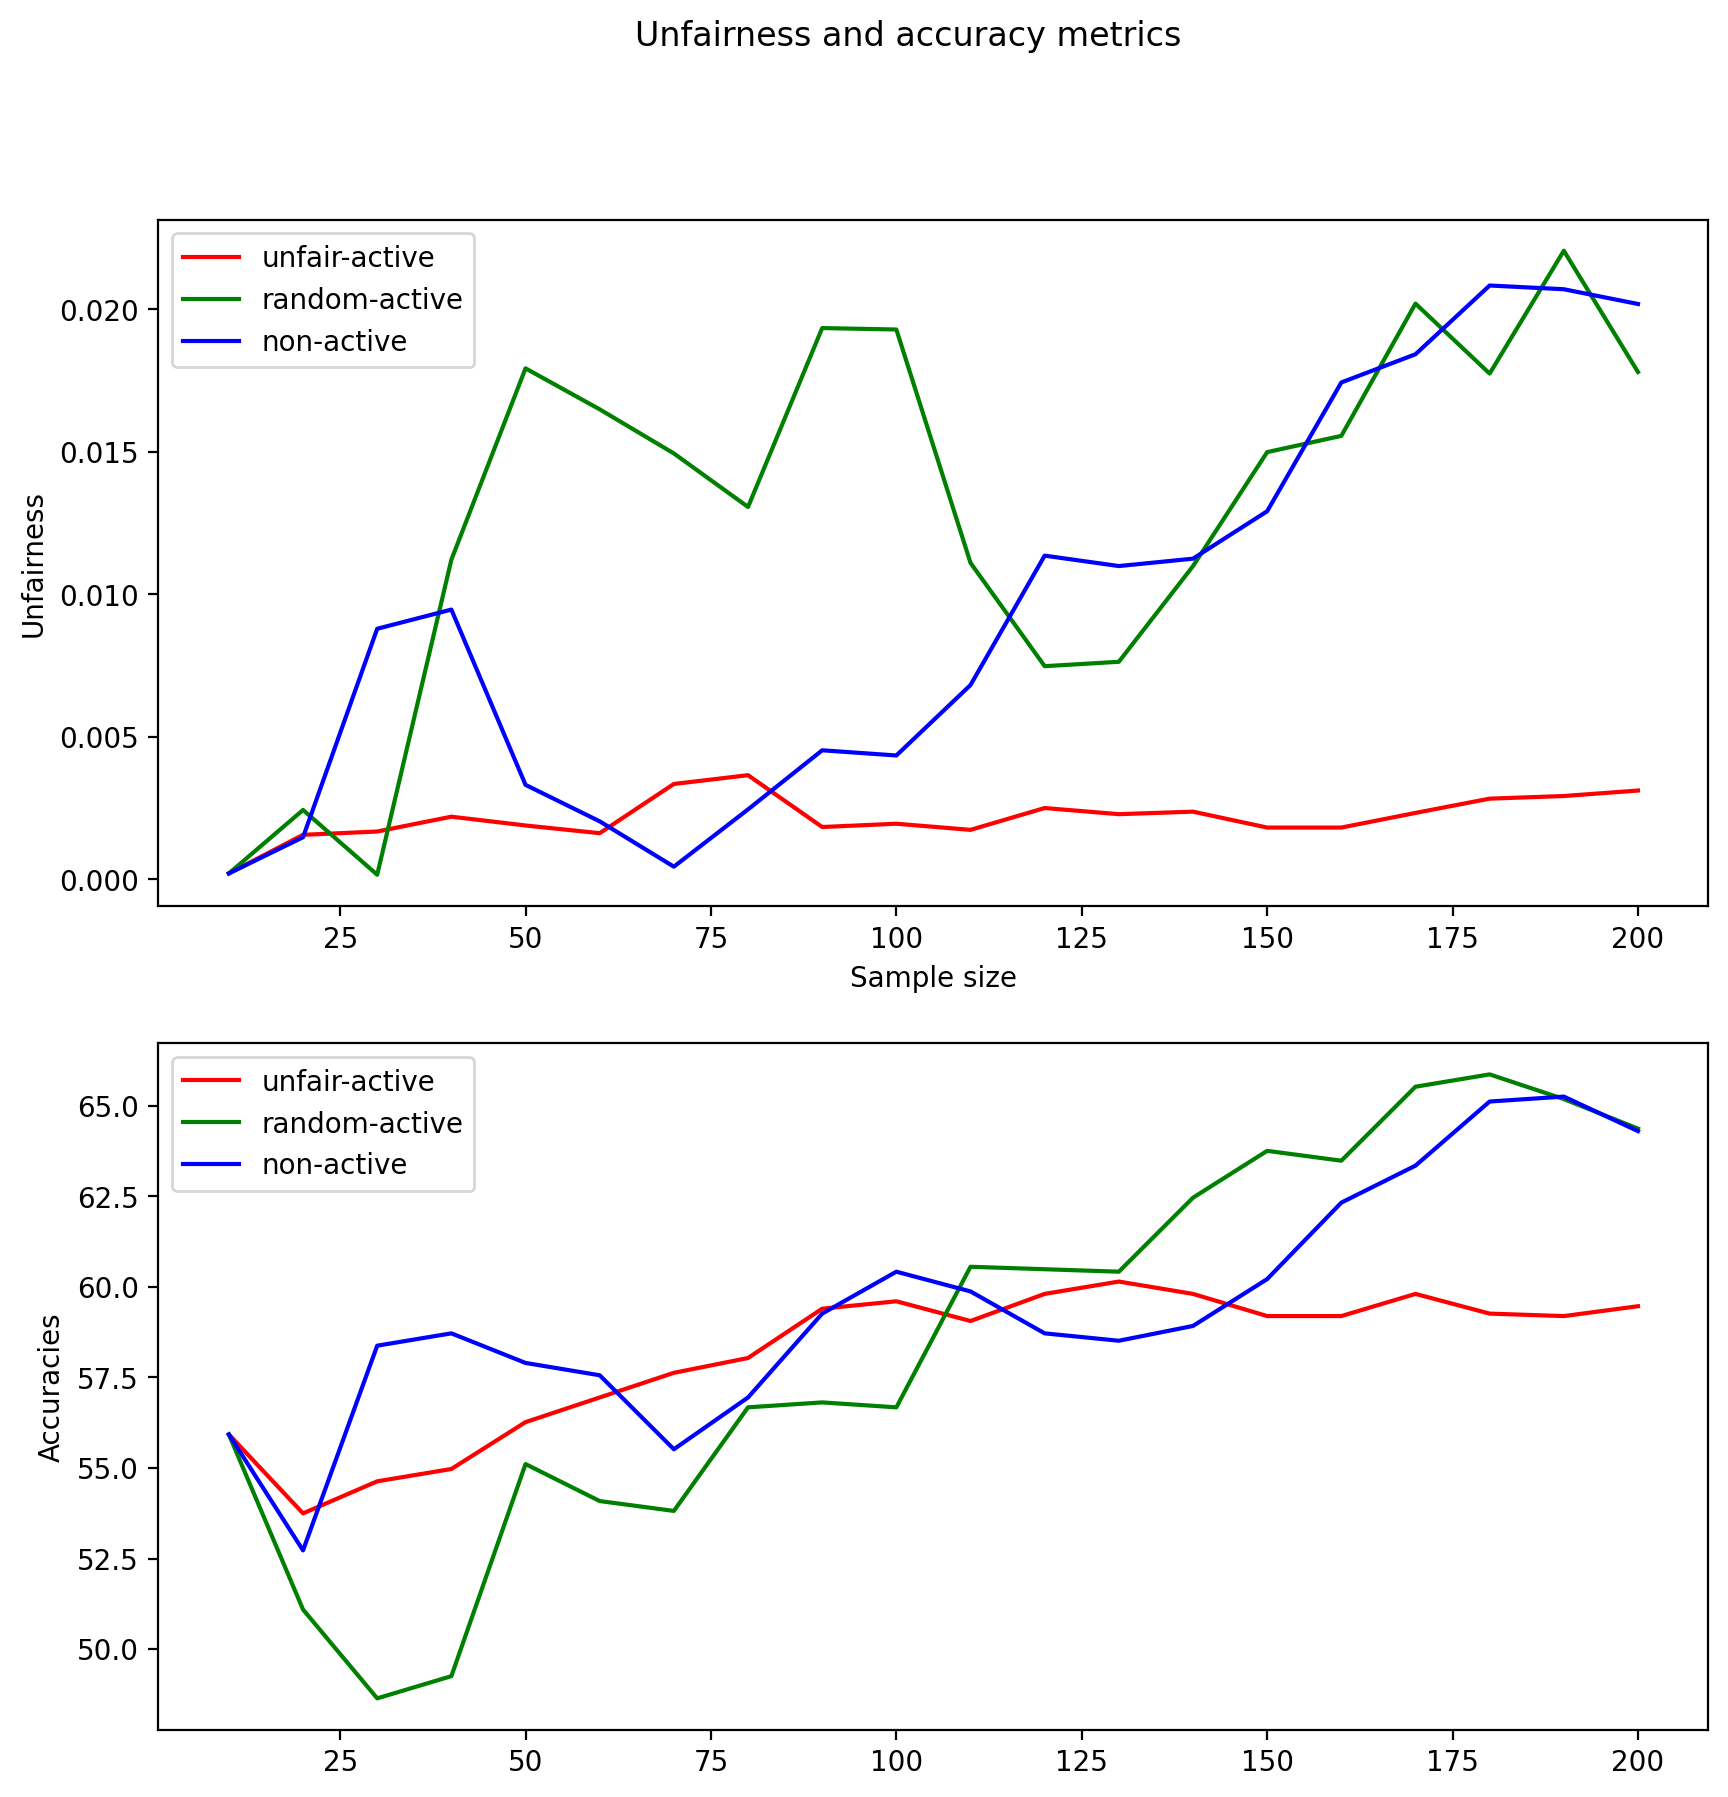 Unfairness and accuracy metrics
unfair-active
random-active
non-active
Unfairness
0.020
0.015
0.010
0.005
0.000
25 50 75 100 125 150 175 200
Sample size
unfair-active
random-active
non-active
Accuracies
65.0
62.5
60.0
57.5
55.0
52.5
50.0
25 50 75 100 125 150 175 200